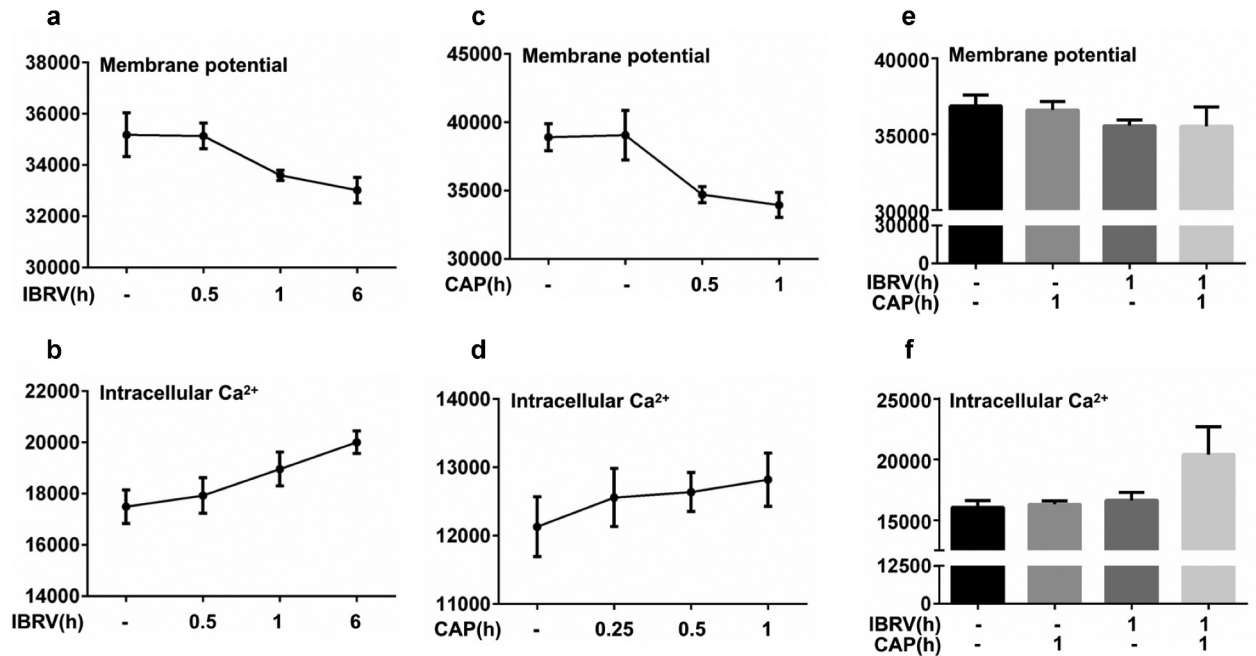 a
Membrane potential
38000
36000
34000
32000
30000
IBRV(h) - 0.5 1 6
b
Intracellular Ca²⁺
22000
20000
18000
16000
14000
IBRV(h) - 0.5 1 6
c
Membrane potential
45000
40000
35000
30000
CAP(h) - - 0.5 1
d
Intracellular Ca²⁺
14000
13000
12000
11000
CAP(h) - 0.25 0.5 1
e
Membrane potential
40000
35000
30000
30000
0
IBRV(h) - - 1 1
CAP(h) - 1 - 1
f
Intracellular Ca²⁺
25000
20000
15000
12500
0
IBRV(h) - - 1 1
CAP(h) - 1 - 1